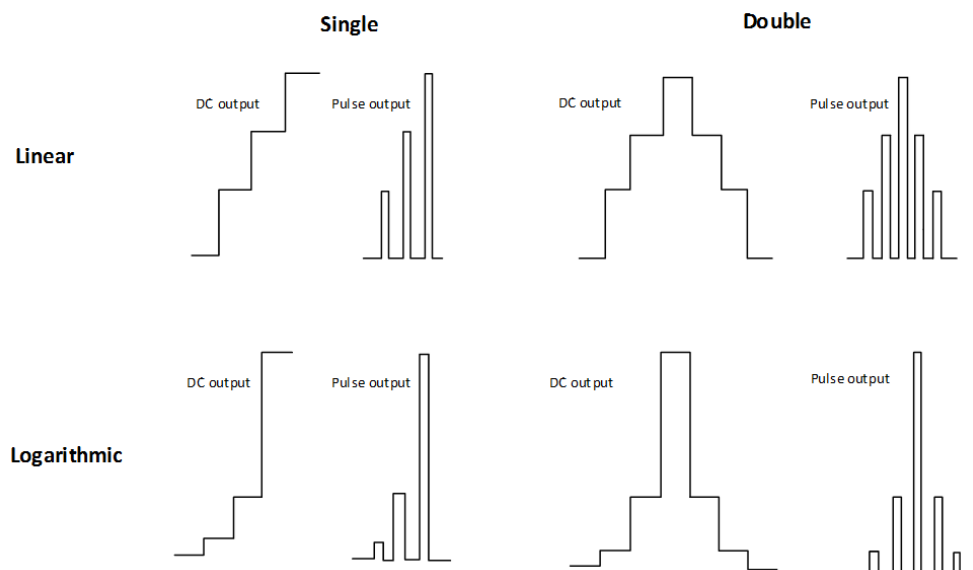 Single
Double
DC output
Pulse output
DC output
Pulse output
Linear
DC output
Pulse output
DC output
Pulse output
Logarithmic